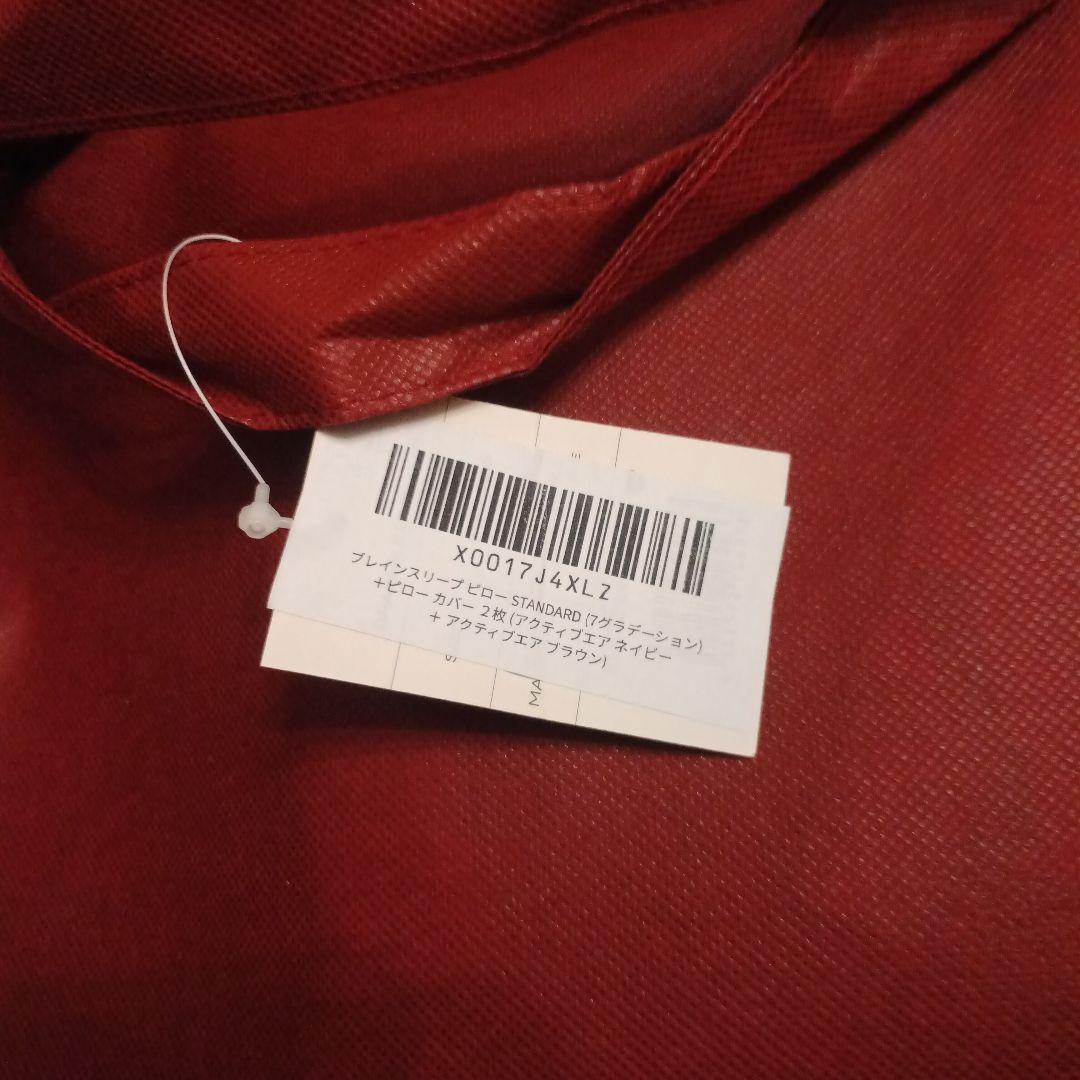 X0017J4XLZ
ブレインスリープ ピロー STANDARD (7グラデーション)
＋ピロー カバー ２枚 (アクティブエア ネイビー
＋ アクティブエア ブラウン)
S
MA